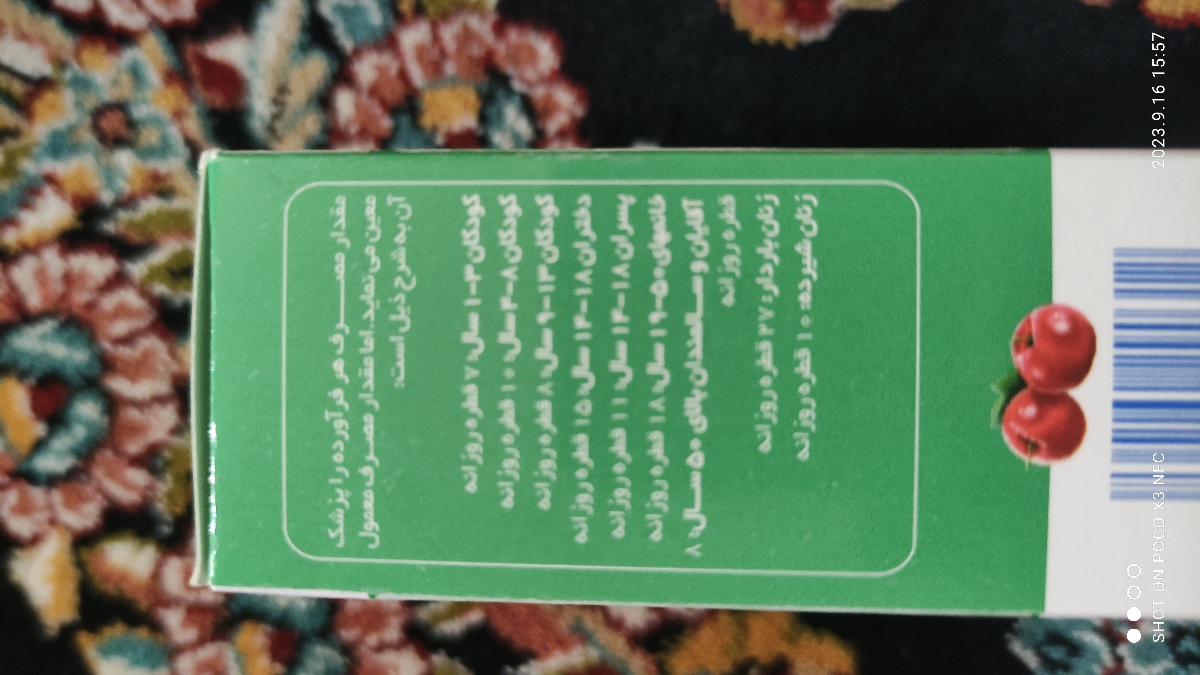 مقدار مصرف هر فرآورده را پزشک
معین می نماید. اما مقدار مصرف معمول
آن به شرح ذیل است:
کودکان ۳-۱ سال: ۷ قطره روزانه
کودکان ۸-۴ سال: ۱۰ قطره روزانه
کودکان ۱۳-۹ سال: ۸ قطره روزانه
دختران ۱۸-۱۴ سال: ۱۵ قطره روزانه
پسران ۱۸-۱۴ سال: ۱۱ قطره روزانه
خانمهای ۵۰-۱۹ سال: ۱۸ قطره روزانه
آقایان و سالمندان بالای ۵۰ سال: ۸
قطره روزانه
زنان باردار: ۲۷ قطره روزانه
زنان شیرده: ۱۰ قطره روزانه
SHOT ON POCO X3 NFC
2023.9.16 15:57